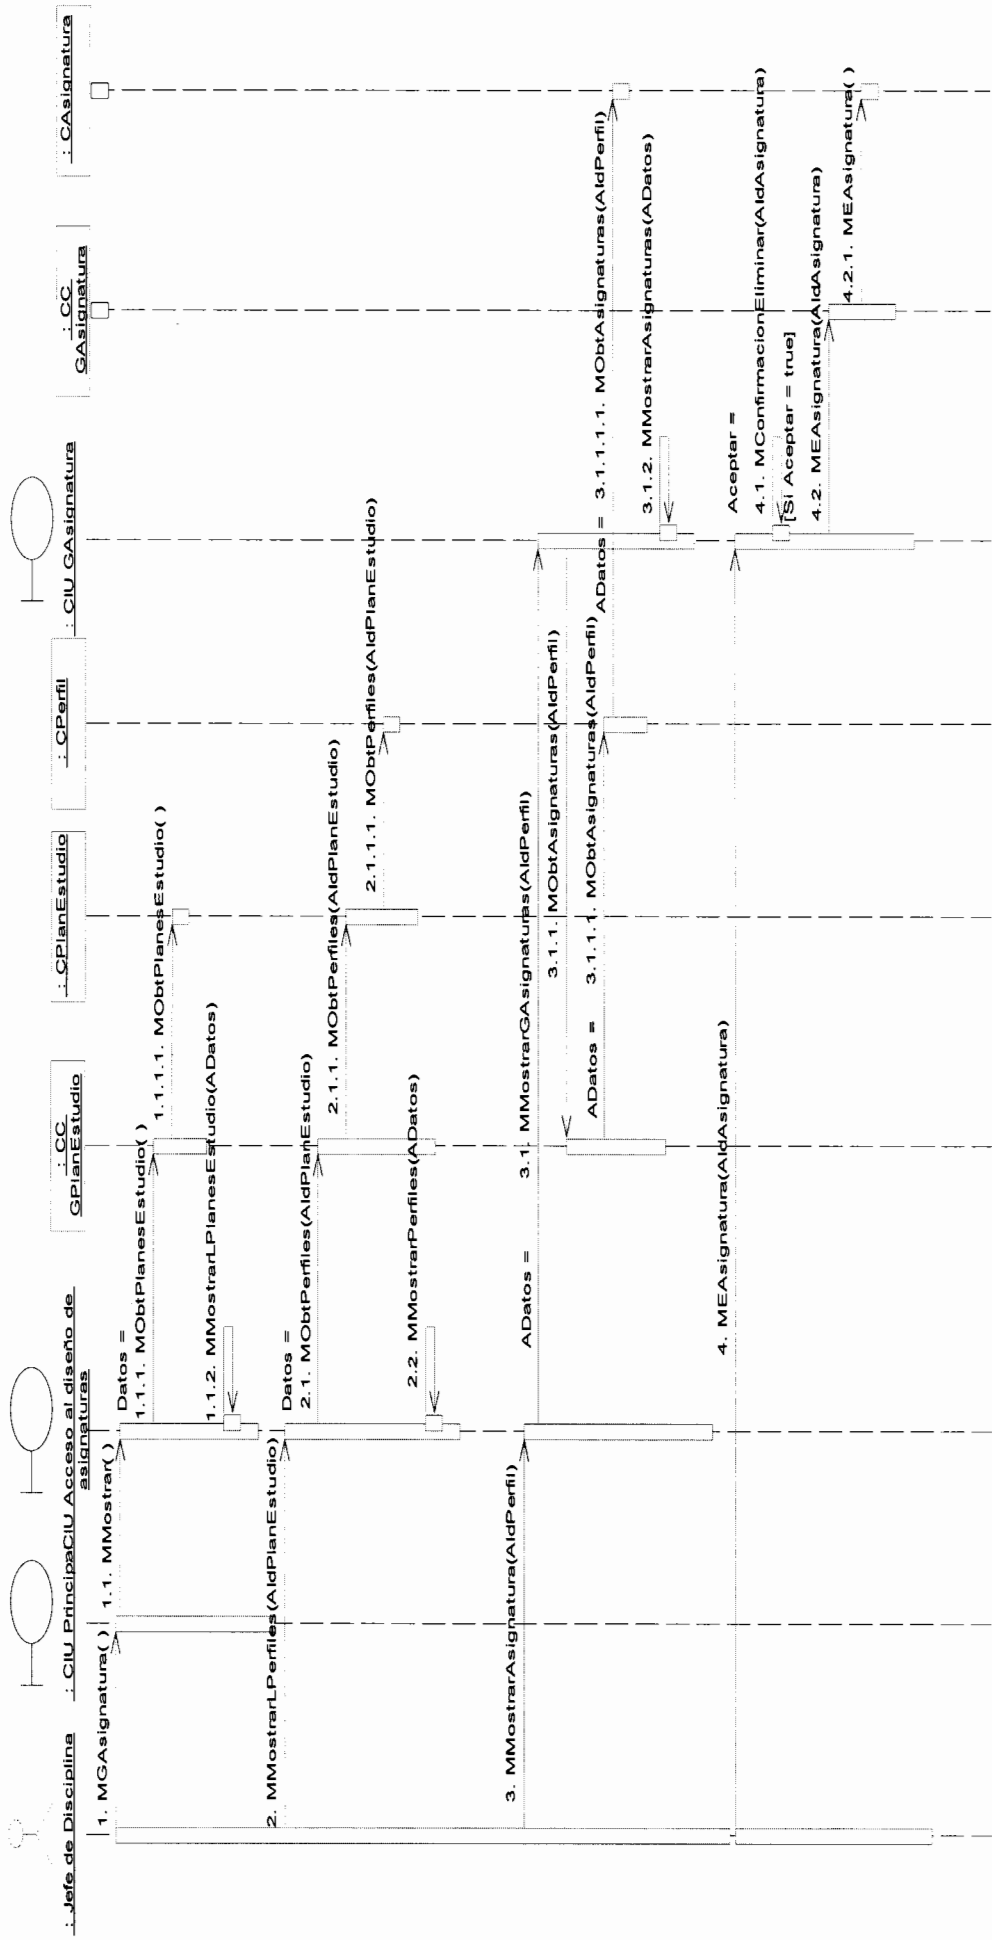 : Jefe de Disciplina
: CIU Principa
CIU Acceso al diseño de
asignaturas
: CC
GPlanEstudio
: CPlanEstudio
: CPerfil
: CIU GAsignatura
: CC
GAsignatura
: CAsignatura
1. MGAsignatura( )
1.1. MMostrar( )
Datos =
1.1.1. MObtPlanesEstudio( )
1.1.1.1. MObtPlanesEstudio( )
1.1.2. MMostrarLPlanesEstudio(ADatos)
2. MMostrarLPerfiles(AIdPlanEstudio)
Datos =
2.1. MObtPerfiles(AIdPlanEstudio)
2.1.1. MObtPerfiles(AIdPlanEstudio)
2.1.1.1. MObtPerfiles(AIdPlanEstudio)
2.2. MMostrarPerfiles(ADatos)
3. MMostrarAsignatura(AIdPerfil)
ADatos =
3.1. MMostrarGAsignaturas(AIdPerfil)
3.1.1. MObtAsignaturas(AIdPerfil)
ADatos =
3.1.1.1. MObtAsignaturas(AIdPerfil)
ADatos =
3.1.1.1.1. MObtAsignaturas(AIdPerfil)
3.1.2. MMostrarAsignaturas(ADatos)
4. MEAsignatura(AIdAsignatura)
Aceptar =
4.1. MConfirmacionEliminar(AIdAsignatura)
[Si Aceptar = true]
4.2. MEAsignatura(AIdAsignatura)
4.2.1. MEAsignatura( )